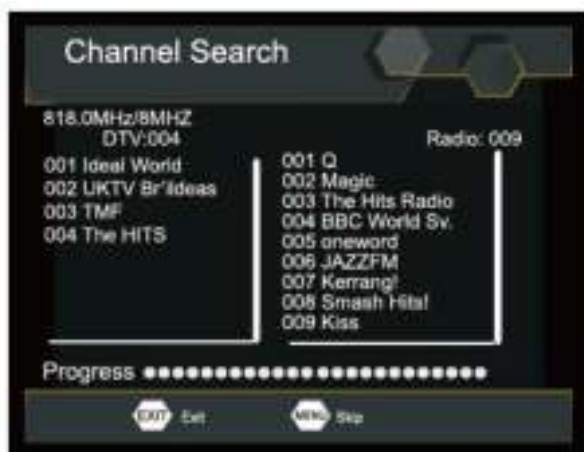 Channel Search
818.0MHz/8MHZ
DTV:004
Radio: 009
001 Ideal World
002 UKTV Br'Ideas
003 TMF
004 The HITS
001 Q
002 Magic
003 The Hits Radio
004 BBC World Sv.
005 oneword
006 JAZZFM
007 Kerrang!
008 Smash Hits!
009 Kiss
Progress
EXIT Exit
MENU Skip